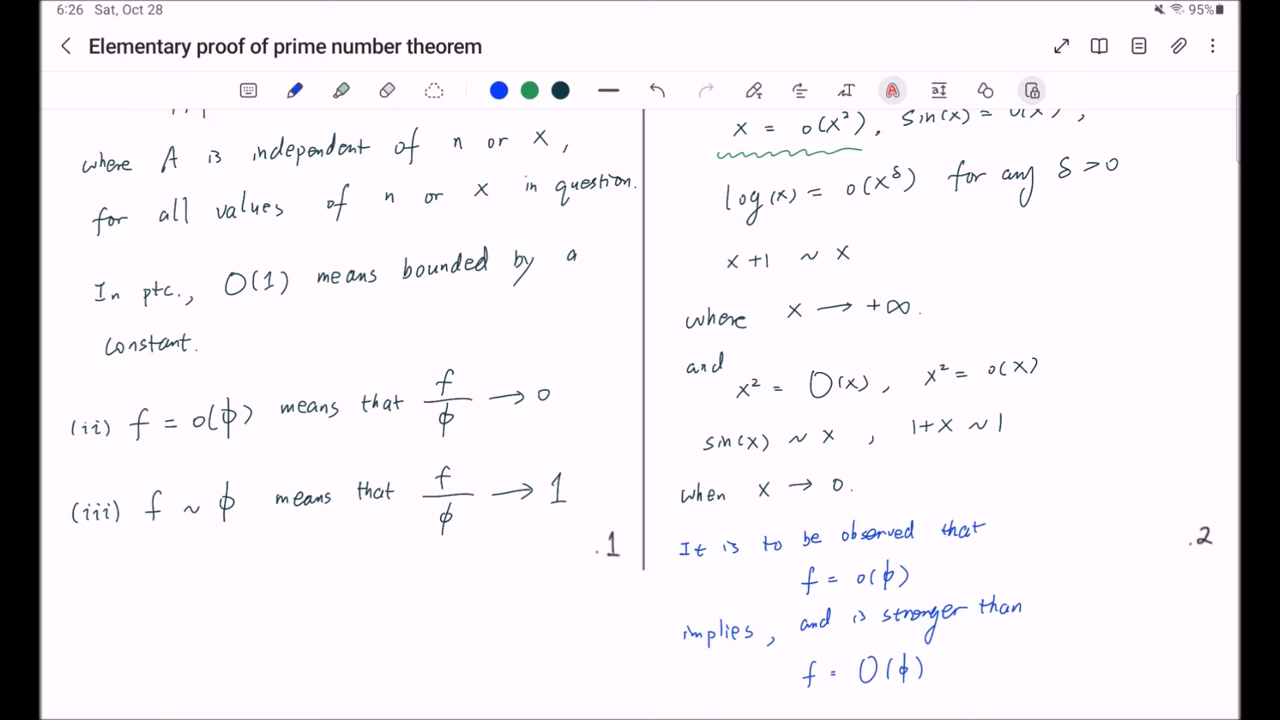 6:26 Sat, Oct 28
95%
Elementary proof of prime number theorem
where A is independent of n or x,
for all values of n or x in question.
In ptc., O(1) means bounded by a
constant.
(ii) f = o(ϕ) means that f/ϕ → 0
(iii) f ~ ϕ means that f/ϕ → 1
.1
x = o(x²), sin(x) =
log(x) = o(x^δ) for any δ > 0
x+1 ~ x
where x → +∞.
and
x² = O(x), x² = o(x)
sin(x) ~ x, 1+x ~ 1
when x → 0.
It is to be observed that
f = o(ϕ)
implies, and is stronger than
f = O(ϕ)
.2